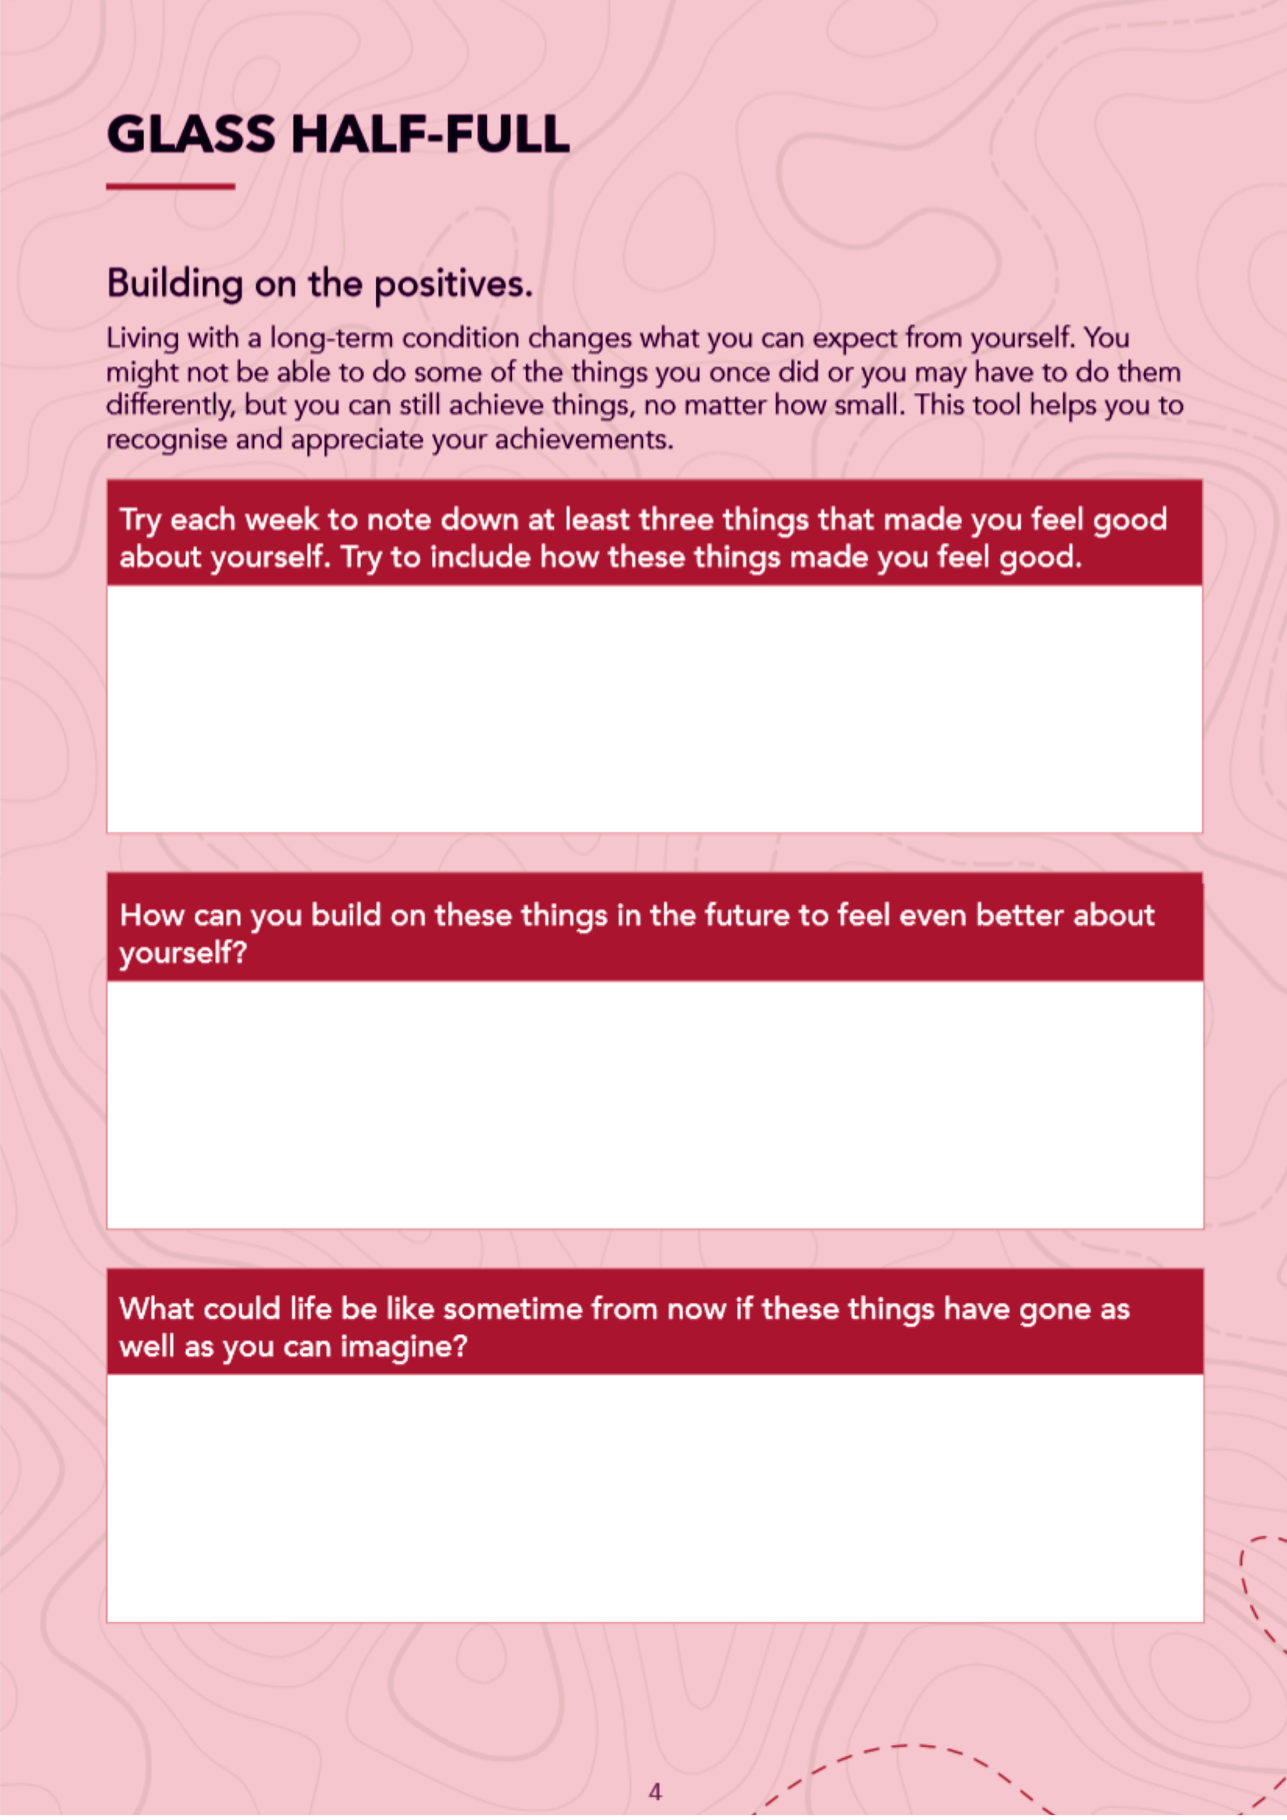 GLASS HALF-FULL
Building on the positives.
Living with a long-term condition changes what you can expect from yourself. You
might not be able to do some of the things you once did or you may have to do them
differently, but you can still achieve things, no matter how small. This tool helps you to
recognise and appreciate your achievements.
Try each week to note down at least three things that made you feel good
about yourself. Try to include how these things made you feel good.
How can you build on these things in the future to feel even better about
yourself?
What could life be like sometime from now if these things have gone as
well as you can imagine?
4